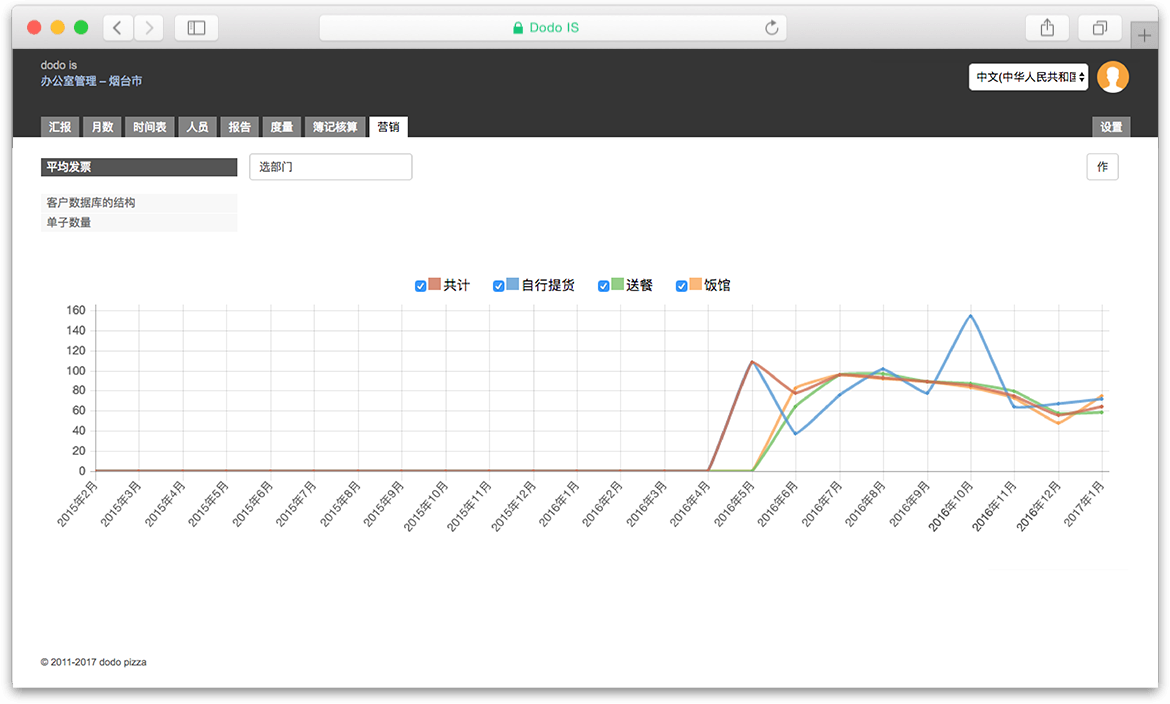 Dodo IS
dodo is
办公室管理 – 烟台市
中文(中华人民共和国
汇报 月数 时间表 人员 报告 度量 簿记核算 营销 设置
平均发票 选部门 作
客户数据库的结构
单子数量
共计 自行提货 送餐 饭馆
160
140
120
100
80
60
40
20
0
2015年2月 2015年3月 2015年4月 2015年5月 2015年6月 2015年7月 2015年8月 2015年9月 2015年10月 2015年11月 2015年12月 2016年1月 2016年2月 2016年3月 2016年4月 2016年5月 2016年6月 2016年7月 2016年8月 2016年9月 2016年10月 2016年11月 2016年12月 2017年1月
© 2011-2017 dodo pizza